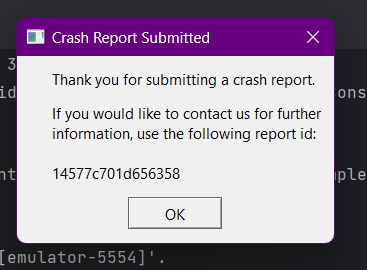 Crash Report Submitted
3
Thank you for submitting a crash report.
id
ons
If you would like to contact us for further
information, use the following report id:
nt
mple
14577c701d656358
OK
[emulator-5554]'.